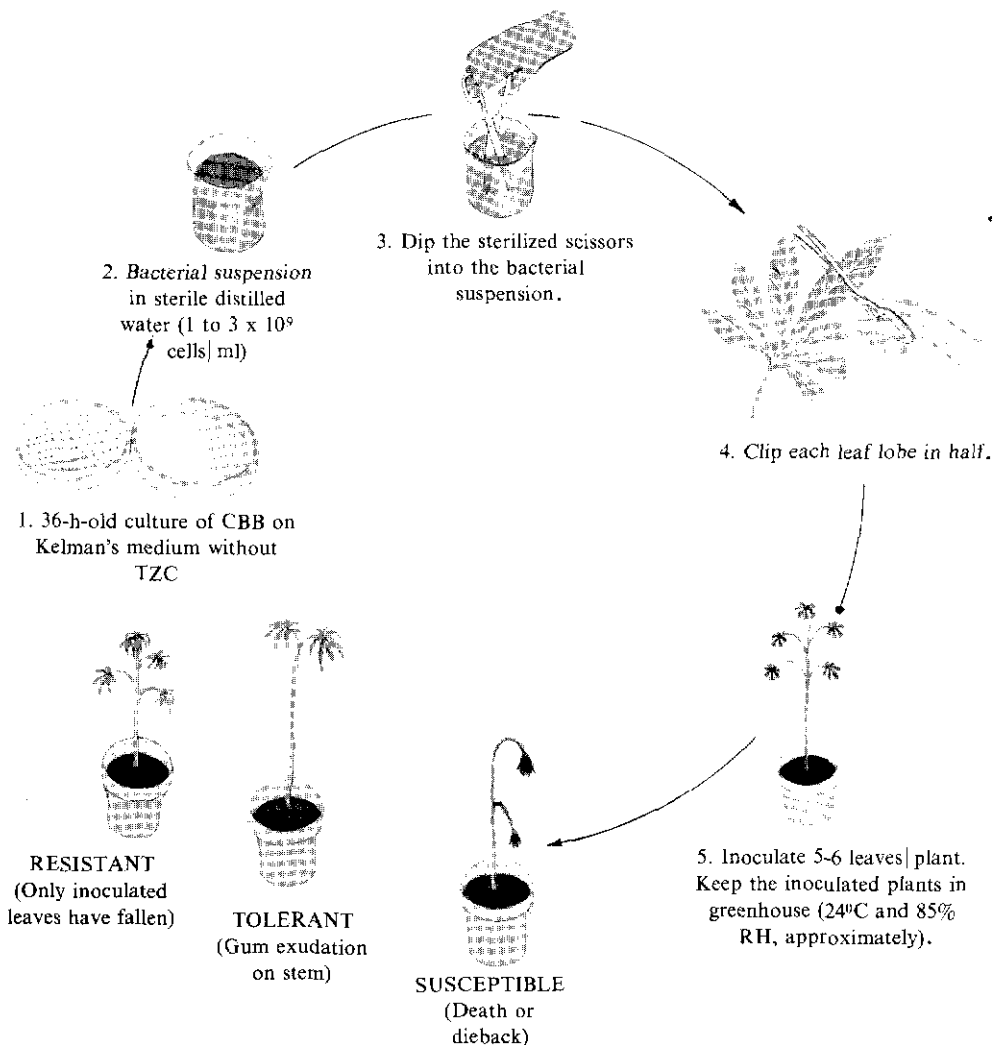 1. 36-h-old culture of CBB on
Kelman's medium without
TZC
2. Bacterial suspension
in sterile distilled
water (1 to 3 x 10⁹
cells| ml)
3. Dip the sterilized scissors
into the bacterial
suspension.
4. Clip each leaf lobe in half.
5. Inoculate 5-6 leaves| plant.
Keep the inoculated plants in
greenhouse (24⁰C and 85%
RH, approximately).
RESISTANT
(Only inoculated
leaves have fallen)
TOLERANT
(Gum exudation
on stem)
SUSCEPTIBLE
(Death or
dieback)